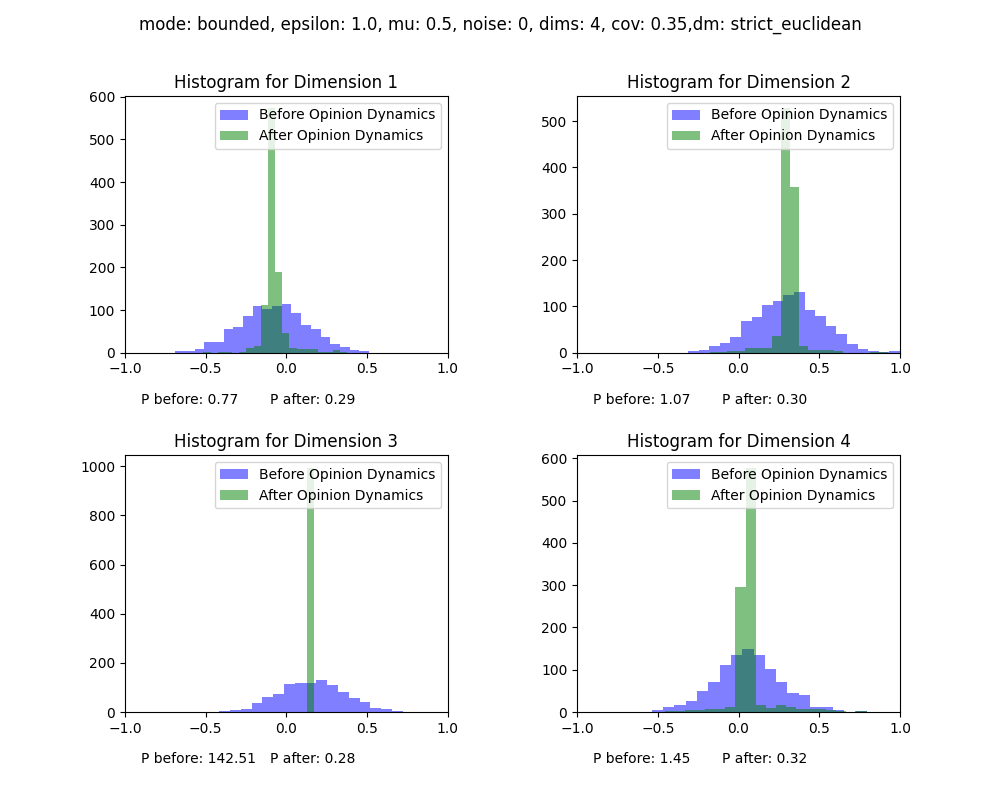 mode: bounded, epsilon: 1.0, mu: 0.5, noise: 0, dims: 4, cov: 0.35,dm: strict_euclidean
Histogram for Dimension 1
Before Opinion Dynamics
After Opinion Dynamics
600
500
400
300
200
100
0
−1.0 −0.5 0.0 0.5 1.0
P before: 0.77 P after: 0.29
Histogram for Dimension 2
Before Opinion Dynamics
After Opinion Dynamics
500
400
300
200
100
0
−1.0 −0.5 0.0 0.5 1.0
P before: 1.07 P after: 0.30
Histogram for Dimension 3
Before Opinion Dynamics
After Opinion Dynamics
1000
800
600
400
200
0
−1.0 −0.5 0.0 0.5 1.0
P before: 142.51 P after: 0.28
Histogram for Dimension 4
Before Opinion Dynamics
After Opinion Dynamics
600
500
400
300
200
100
0
−1.0 −0.5 0.0 0.5 1.0
P before: 1.45 P after: 0.32